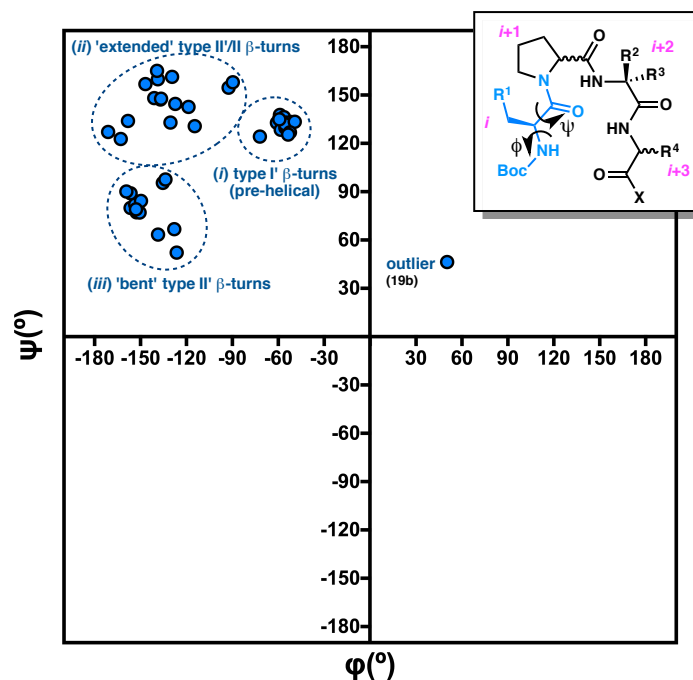 (ii) 'extended' type II'/II β-turns
(i) type I' β-turns
(pre-helical)
(iii) 'bent' type II' β-turns
outlier
(19b)
180
150
120
90
60
30
-180 -150 -120 -90 -60 -30
30 60 90 120 150 180
-30
-60
-90
-120
-150
-180
Ψ(º)
φ(º)
i+1
O
R2
i+2
R3
N
NH
R1
O
O
i
ψ
HN
ϕ
NH
R4
Boc
O
i+3
X